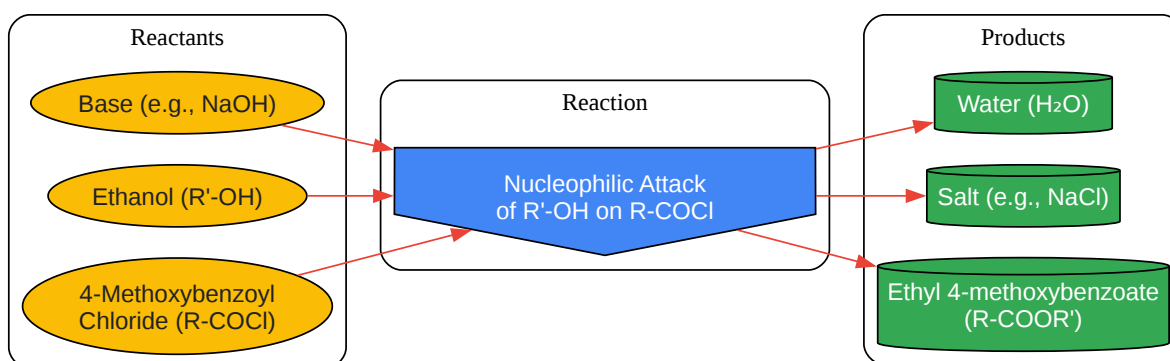 Reactants
Base (e.g., NaOH)
Ethanol (R'-OH)
4-Methoxybenzoyl
Chloride (R-COCl)
Reaction
Nucleophilic Attack
of R'-OH on R-COCl
Products
Water (H₂O)
Salt (e.g., NaCl)
Ethyl 4-methoxybenzoate
(R-COOR')